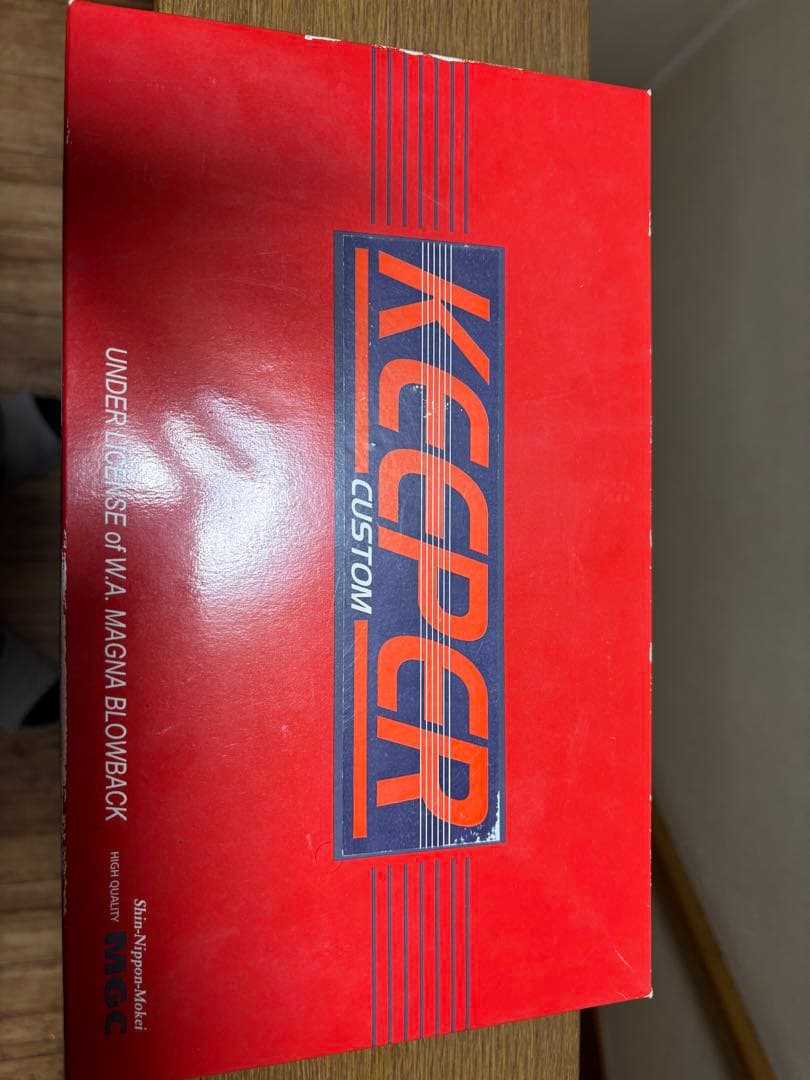 KEEPER
CUSTOM
UNDER LICENSE of W.A. MAGNA BLOWBACK
Shin-Nippon-Mokei
HIGH QUALITY MGC